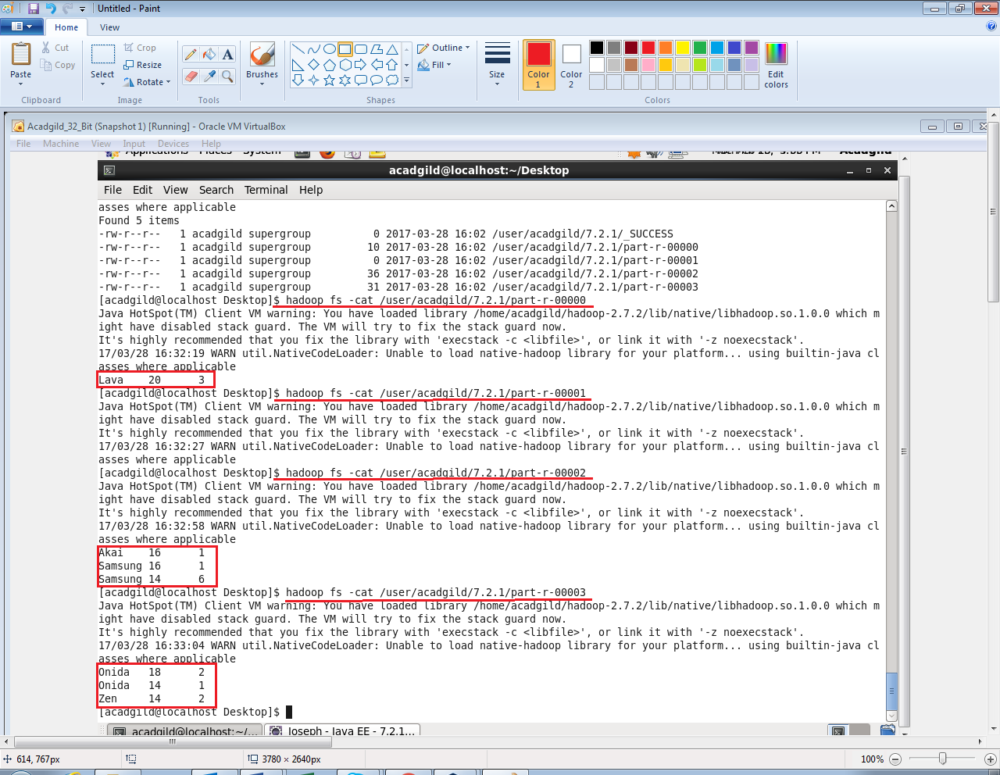 Untitled - Paint
Home View
Paste
Cut
Copy
Clipboard
Select
Crop
Resize
Rotate
Image
Tools
Brushes
Outline
Fill
Shapes
Size
Color 1
Color 2
Edit colors
Colors
Acadgild_32_Bit (Snapshot 1) [Running] - Oracle VM VirtualBox
File Machine View Input Devices Help
Applications Places System Acadgild
acadgild@localhost:~/Desktop
File Edit View Search Terminal Help
asses where applicable
Found 5 items
-rw-r--r--   1 acadgild supergroup          0 2017-03-28 16:02 /user/acadgild/7.2.1/_SUCCESS
-rw-r--r--   1 acadgild supergroup         10 2017-03-28 16:02 /user/acadgild/7.2.1/part-r-00000
-rw-r--r--   1 acadgild supergroup          0 2017-03-28 16:02 /user/acadgild/7.2.1/part-r-00001
-rw-r--r--   1 acadgild supergroup         36 2017-03-28 16:02 /user/acadgild/7.2.1/part-r-00002
-rw-r--r--   1 acadgild supergroup         31 2017-03-28 16:02 /user/acadgild/7.2.1/part-r-00003
[acadgild@localhost Desktop]$ hadoop fs -cat /user/acadgild/7.2.1/part-r-00000
Java HotSpot(TM) Client VM warning: You have loaded library /home/acadgild/hadoop-2.7.2/lib/native/libhadoop.so.1.0.0 which m
ight have disabled stack guard. The VM will try to fix the stack guard now.
It's highly recommended that you fix the library with 'execstack -c <libfile>', or link it with '-z noexecstack'.
17/03/28 16:32:19 WARN util.NativeCodeLoader: Unable to load native-hadoop library for your platform... using builtin-java cl
asses where applicable
Lava    20      3
[acadgild@localhost Desktop]$ hadoop fs -cat /user/acadgild/7.2.1/part-r-00001
Java HotSpot(TM) Client VM warning: You have loaded library /home/acadgild/hadoop-2.7.2/lib/native/libhadoop.so.1.0.0 which m
ight have disabled stack guard. The VM will try to fix the stack guard now.
It's highly recommended that you fix the library with 'execstack -c <libfile>', or link it with '-z noexecstack'.
17/03/28 16:32:27 WARN util.NativeCodeLoader: Unable to load native-hadoop library for your platform... using builtin-java cl
asses where applicable
[acadgild@localhost Desktop]$ hadoop fs -cat /user/acadgild/7.2.1/part-r-00002
Java HotSpot(TM) Client VM warning: You have loaded library /home/acadgild/hadoop-2.7.2/lib/native/libhadoop.so.1.0.0 which m
ight have disabled stack guard. The VM will try to fix the stack guard now.
It's highly recommended that you fix the library with 'execstack -c <libfile>', or link it with '-z noexecstack'.
17/03/28 16:32:58 WARN util.NativeCodeLoader: Unable to load native-hadoop library for your platform... using builtin-java cl
asses where applicable
Akai    16      1
Samsung 16      1
Samsung 14      6
[acadgild@localhost Desktop]$ hadoop fs -cat /user/acadgild/7.2.1/part-r-00003
Java HotSpot(TM) Client VM warning: You have loaded library /home/acadgild/hadoop-2.7.2/lib/native/libhadoop.so.1.0.0 which m
ight have disabled stack guard. The VM will try to fix the stack guard now.
It's highly recommended that you fix the library with 'execstack -c <libfile>', or link it with '-z noexecstack'.
17/03/28 16:33:04 WARN util.NativeCodeLoader: Unable to load native-hadoop library for your platform... using builtin-java cl
asses where applicable
Onida   18      2
Onida   14      1
Zen     14      2
[acadgild@localhost Desktop]$
acadgild@localhost:~/... Joseph - Java EE - 7.2.1...
614, 767px 3780 × 2640px 100%